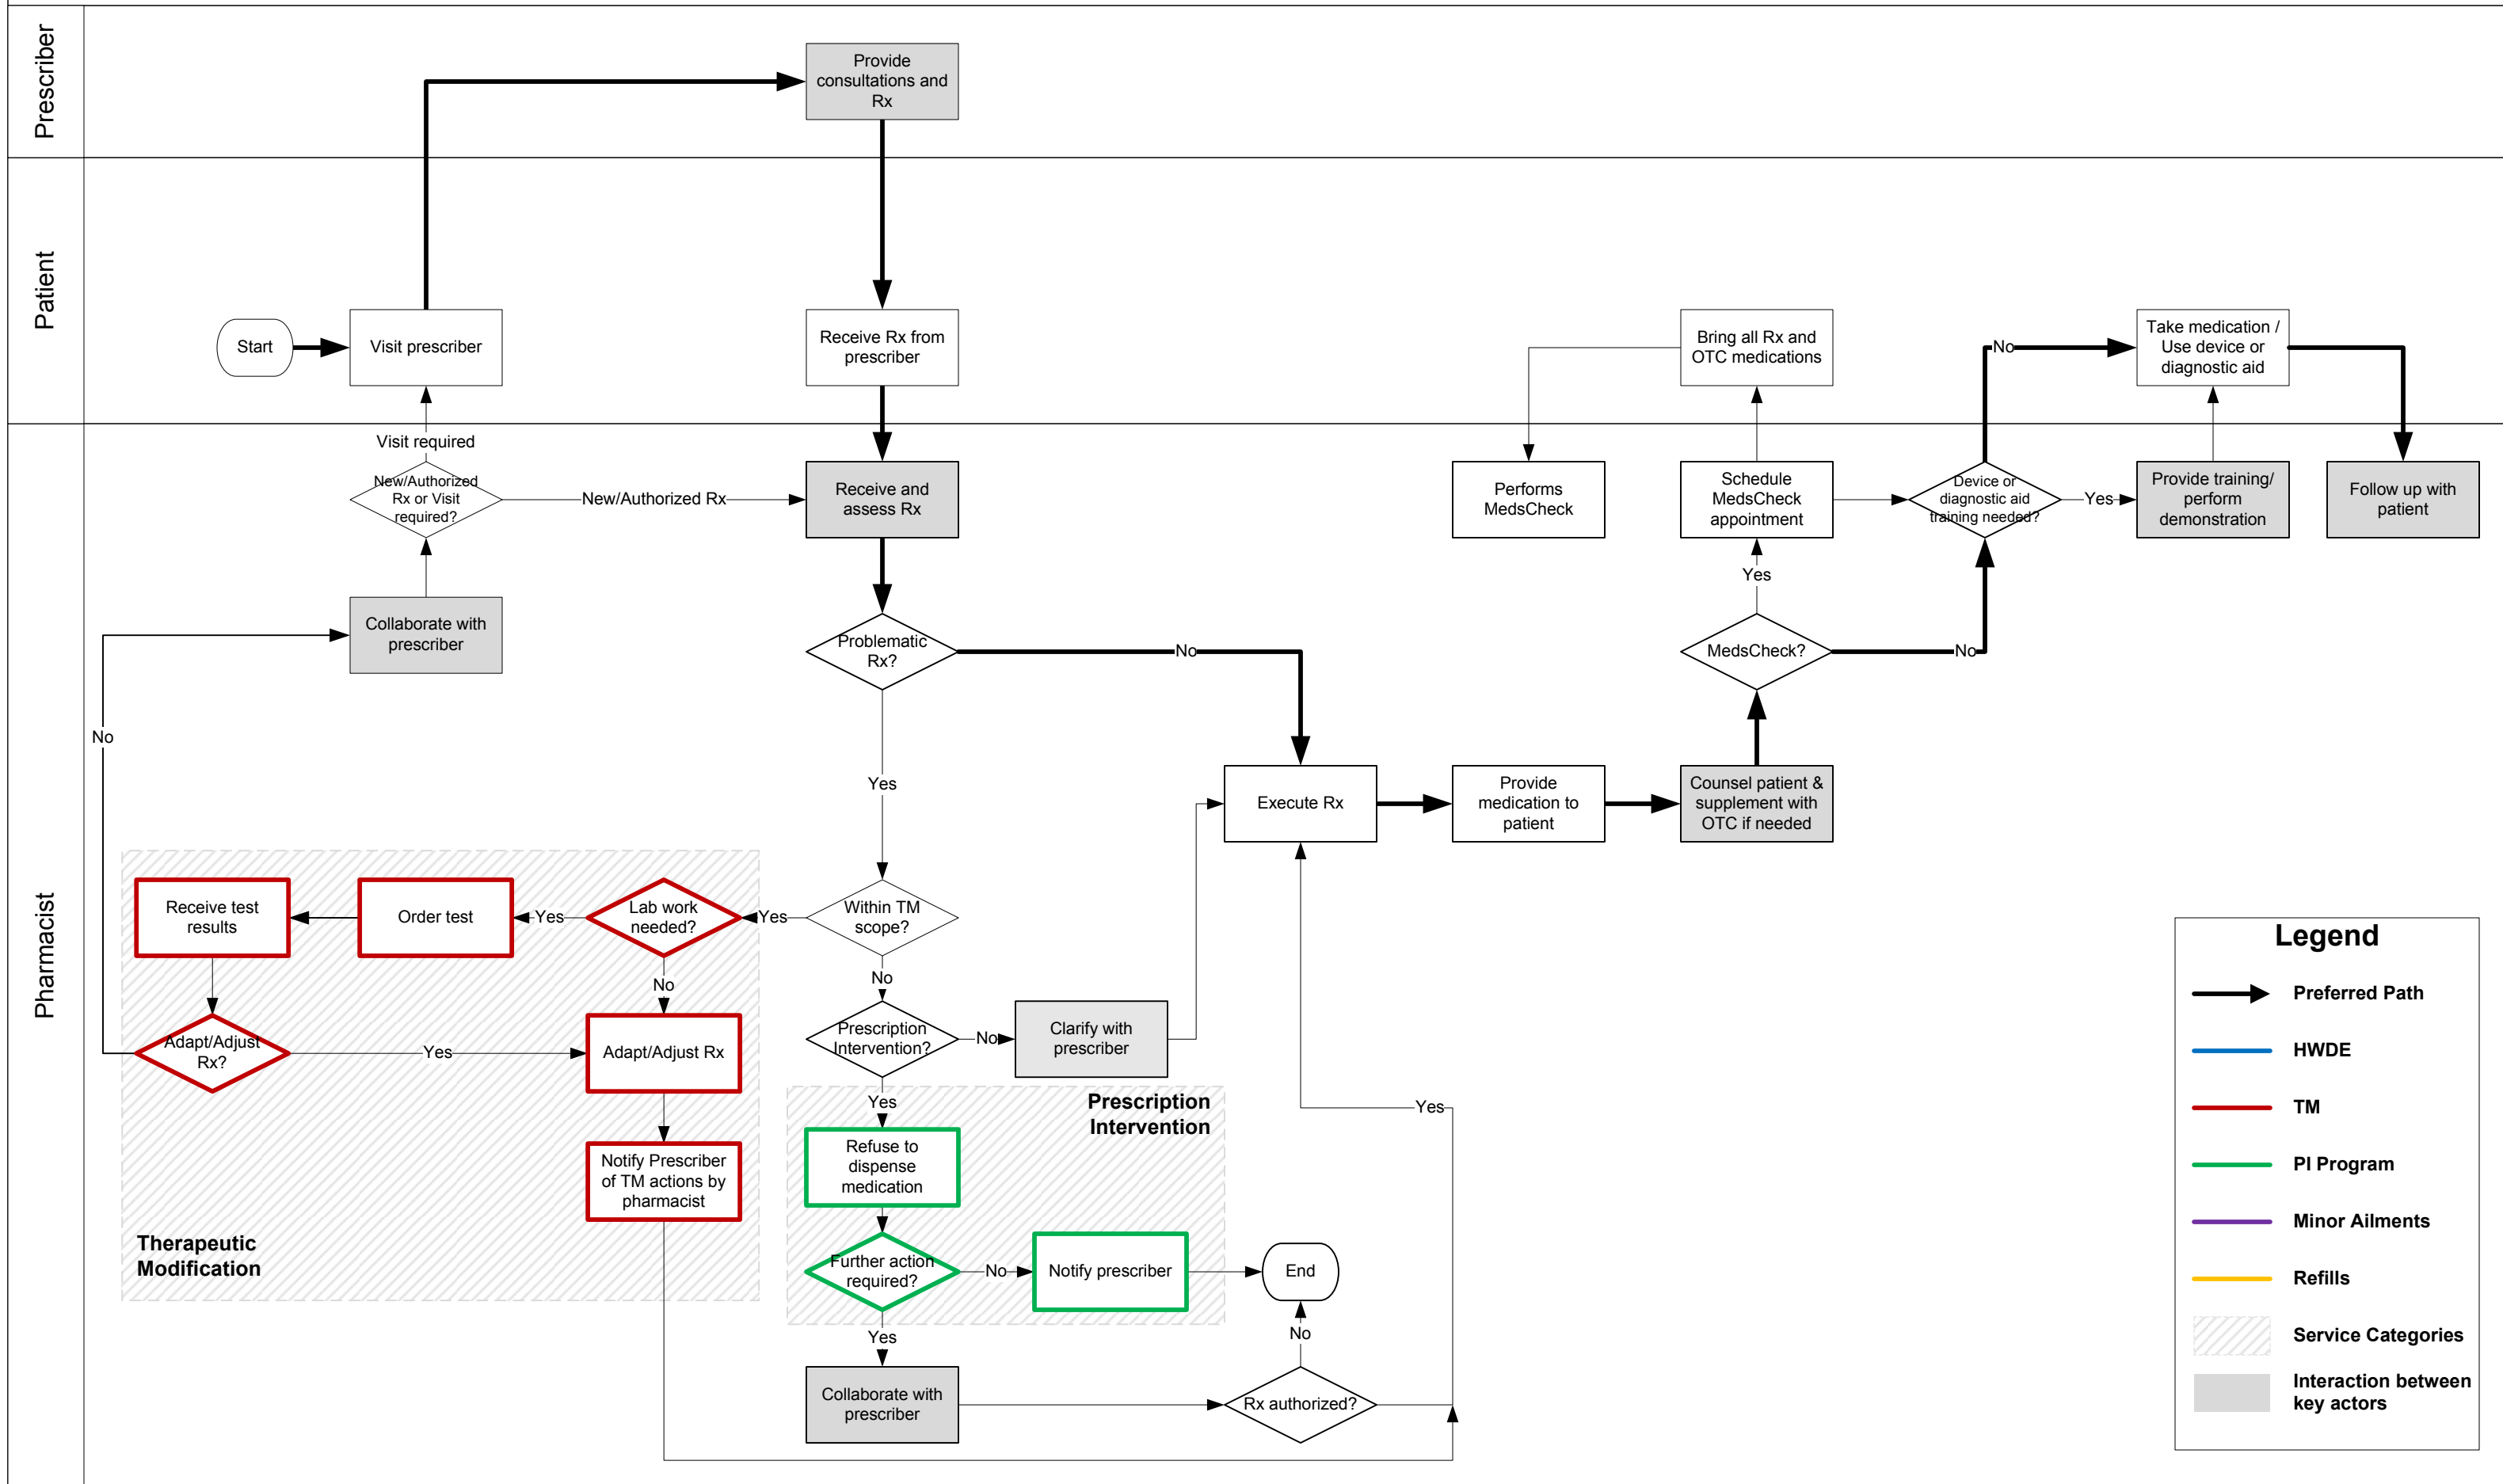 Prescriber
Provide
consultations and
Rx
Patient
Start
Visit prescriber
Receive Rx from
prescriber
Bring all Rx and
OTC medications
No
Take medication /
Use device or
diagnostic aid
Pharmacist
Visit required
New/Authorized
Rx or Visit
required?
New/Authorized Rx
Receive and
assess Rx
Performs
MedsCheck
Schedule
MedsCheck
appointment
Device or
diagnostic aid
training needed?
Yes
Provide training/
perform
demonstration
Follow up with
patient
Yes
Collaborate with
prescriber
Problematic
Rx?
No
MedsCheck?
No
No
Yes
Execute Rx
Provide
medication to
patient
Counsel patient &
supplement with
OTC if needed
Receive test
results
Order test
Yes
Lab work
needed?
Yes
Within TM
scope?
No
No
Adapt/Adjust
Rx?
Yes
Adapt/Adjust Rx
Prescription
Intervention?
No
Clarify with
prescriber
Yes
Prescription
Intervention
Yes
Refuse to
dispense
medication
Notify Prescriber
of TM actions by
pharmacist
Therapeutic
Modification
Further action
required?
No
Notify prescriber
End
Yes
No
Collaborate with
prescriber
Rx authorized?
Legend
Preferred Path
HWDE
TM
PI Program
Minor Ailments
Refills
Service Categories
Interaction between
key actors